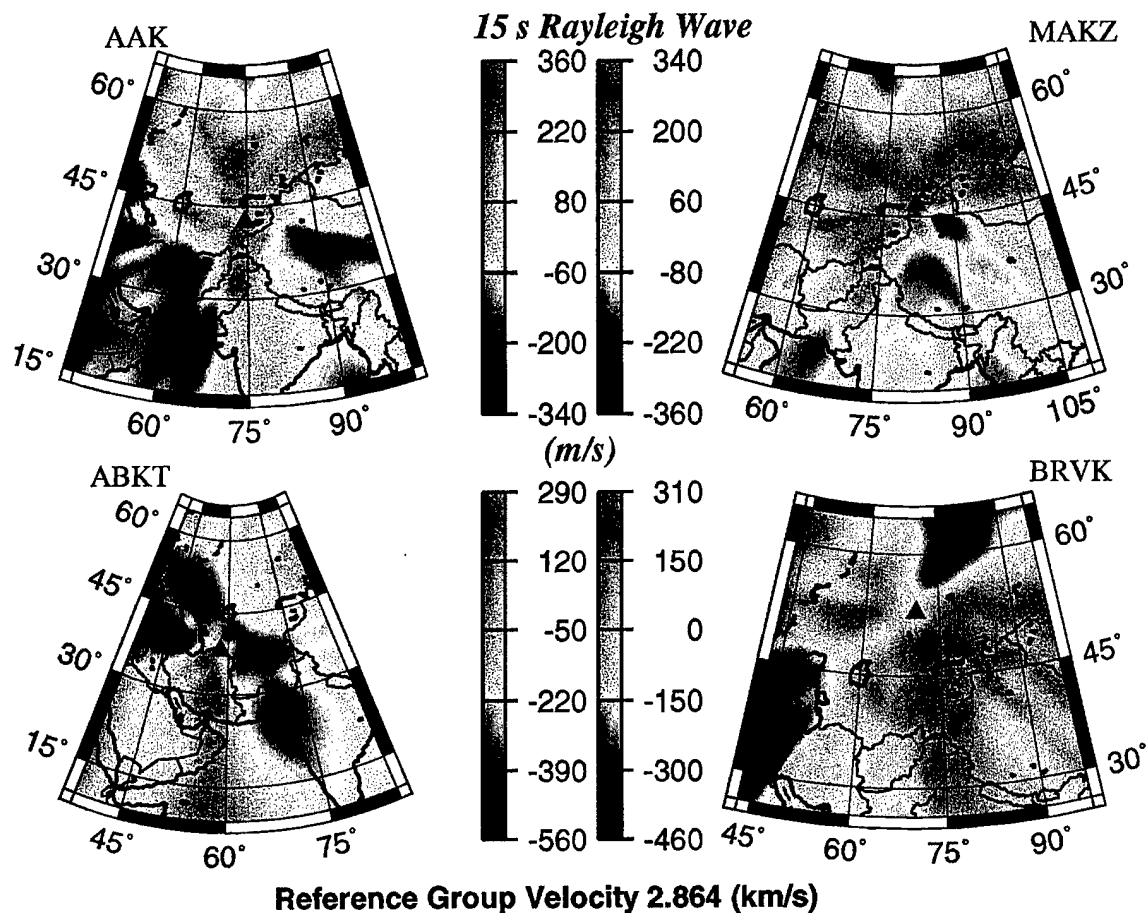 15 s Rayleigh Wave
AAK
60°
45°
30°
15°
60° 75° 90°
360 340
220 200
80 60
-60 -80
-200 -220
-340 -360
(m/s)
MAKZ
60°
45°
30°
60° 75° 90° 105°
ABKT
60°
45°
30°
15°
45° 60° 75°
290 310
120 150
-50 0
-220 -150
-390 -300
-560 -460
BRVK
60°
45°
30°
45° 60° 75° 90°
Reference Group Velocity 2.864 (km/s)